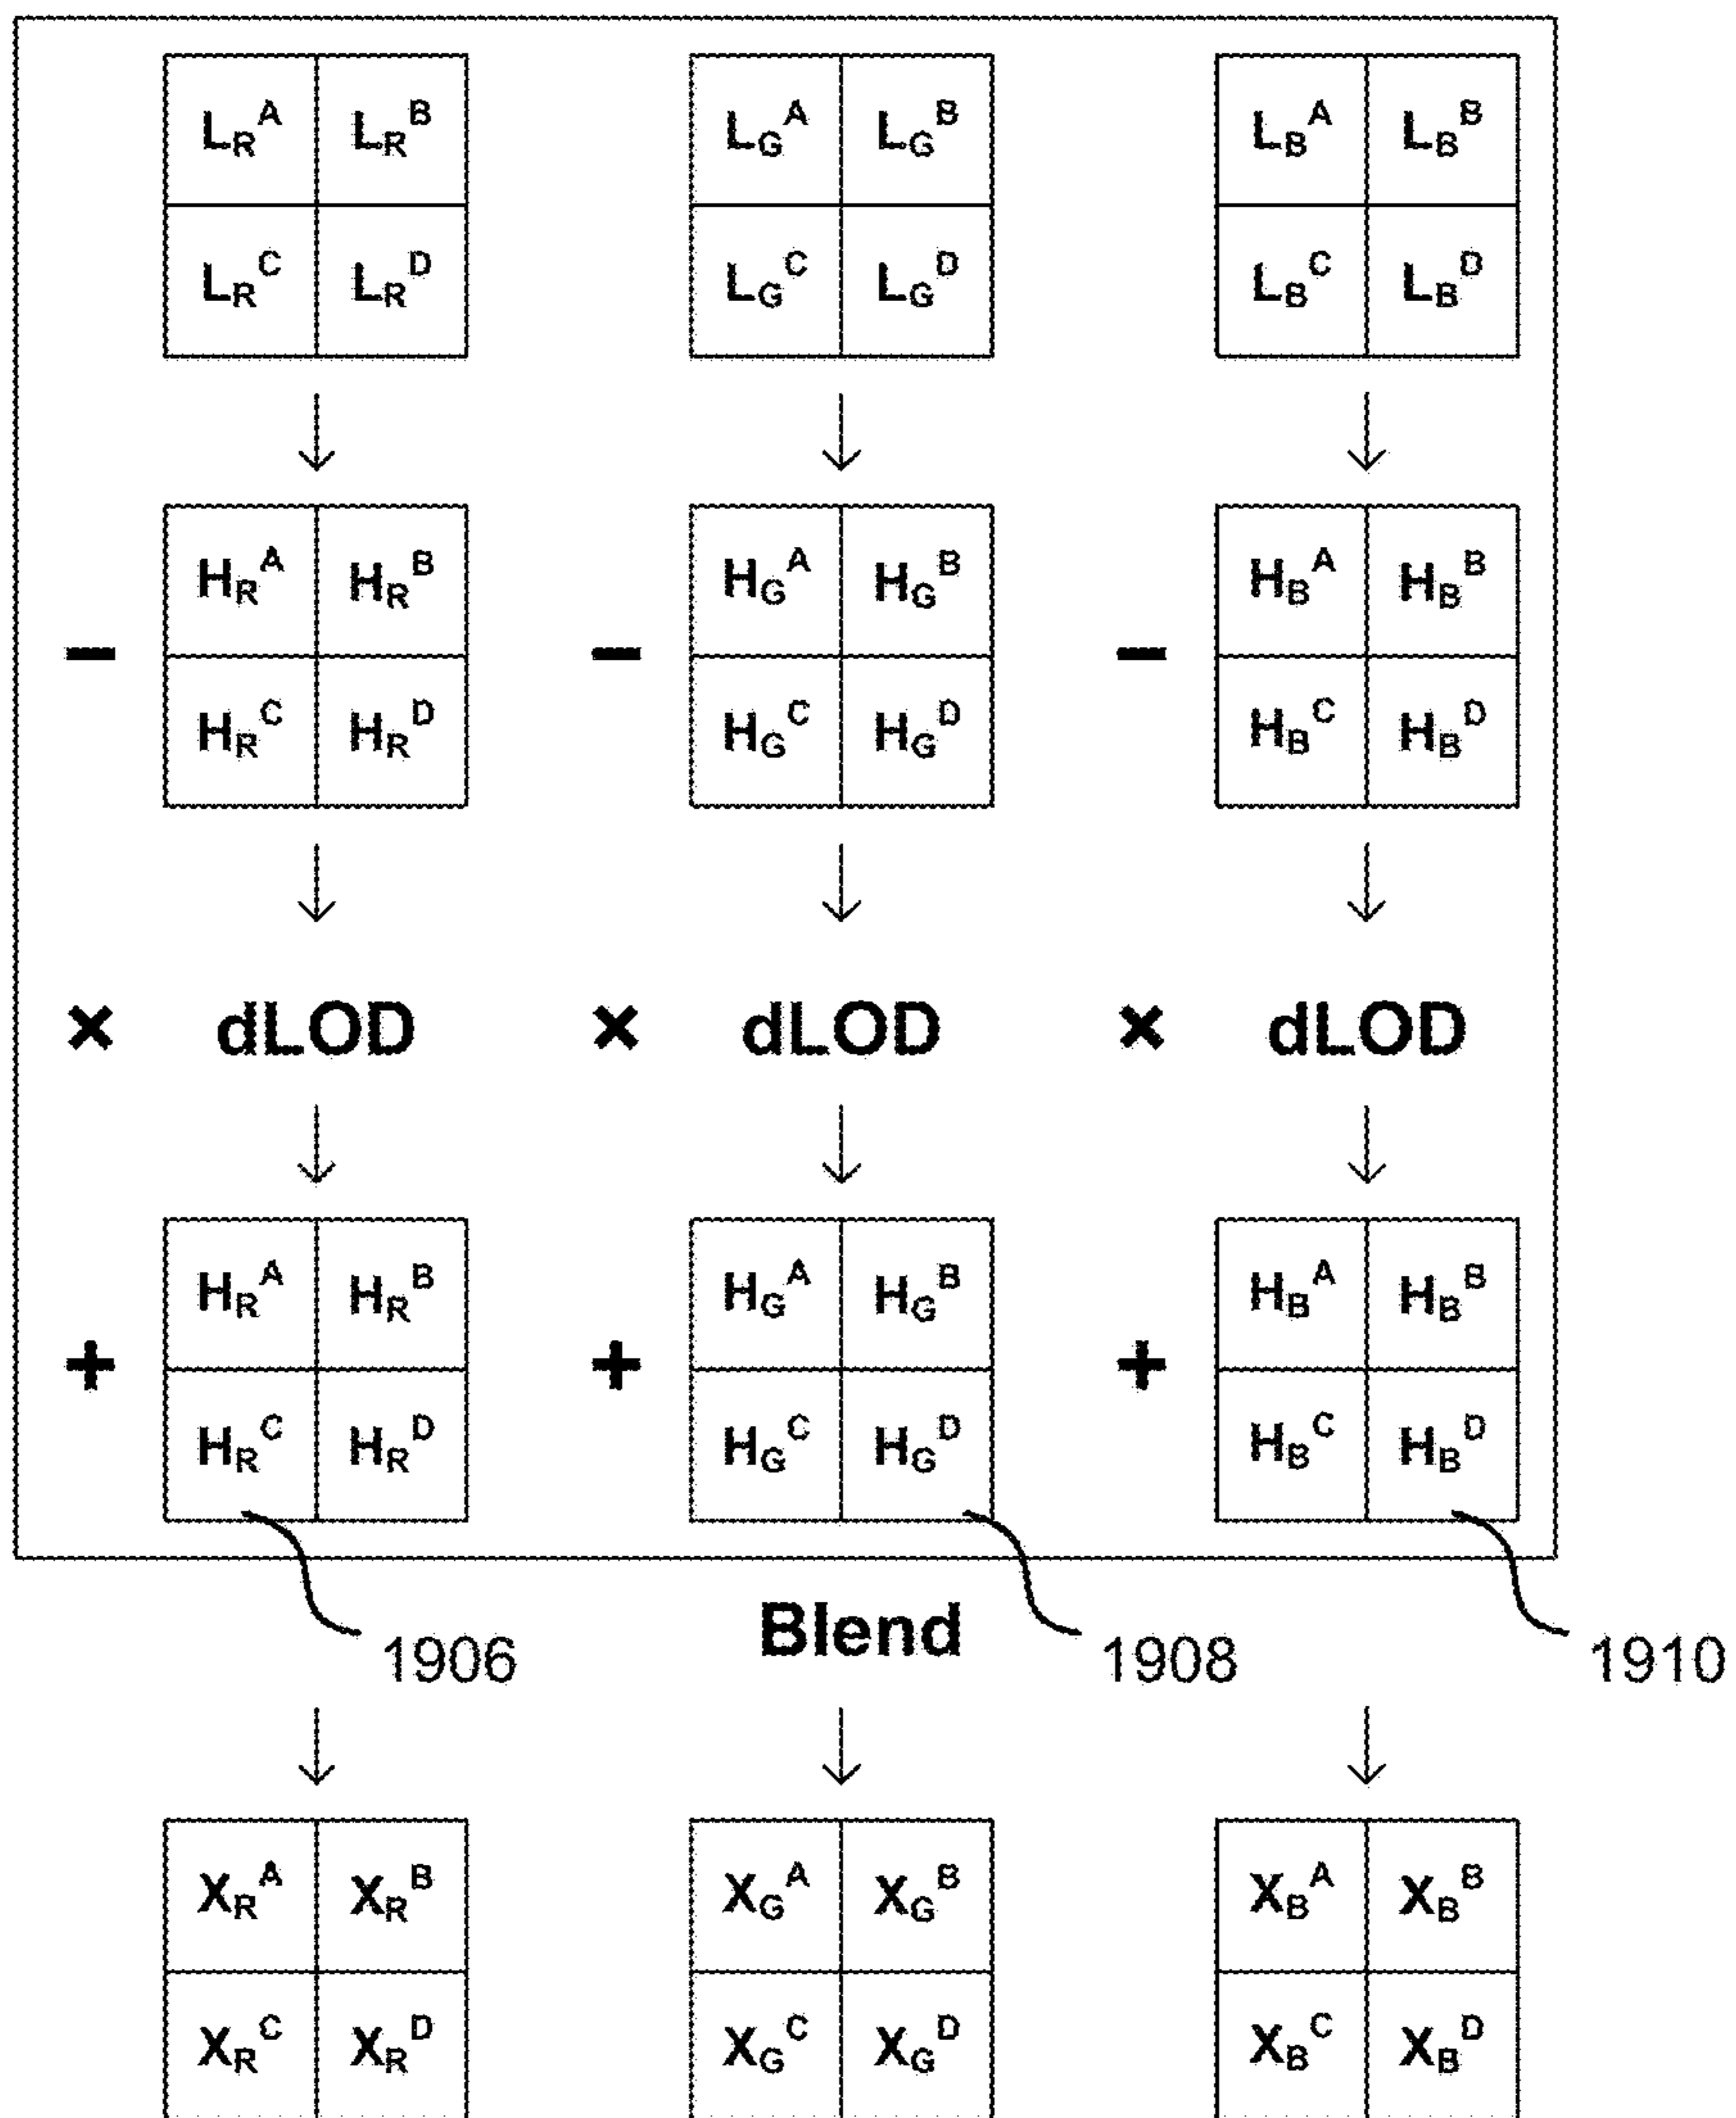 L_R^A L_R^B L_G^A L_G^B L_B^A L_B^B
L_R^C L_R^D L_G^C L_G^D L_B^C L_B^D
H_R^A H_R^B H_G^A H_G^B H_B^A H_B^B
− − −
H_R^C H_R^D H_G^C H_G^D H_B^C H_B^D
× dLOD × dLOD × dLOD
H_R^A H_R^B H_G^A H_G^B H_B^A H_B^B
+ + +
H_R^C H_R^D H_G^C H_G^D H_B^C H_B^D
Blend
1906 1908 1910
X_R^A X_R^B X_G^A X_G^B X_B^A X_B^B
X_R^C X_R^D X_G^C X_G^D X_B^C X_B^D